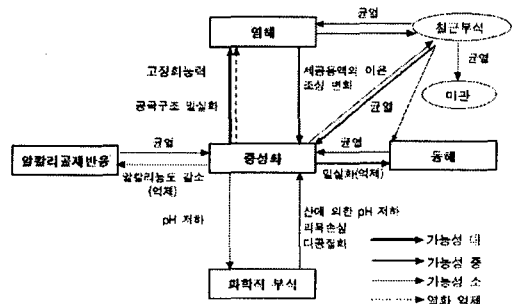 염해
균열
철근부식
고정화능력
공극구조 밀실화
세공용액의 이온
조성 변화
균열
균열
미관
알칼리골재반응
균열
알칼리농도 감소
(억제)
중성화
균열
밀실화(억제)
동해
pH 저하
산에 의한 pH 저하
피복손실
다공질화
화학적 부식
가능성 대
가능성 중
가능성 소
열화 억제